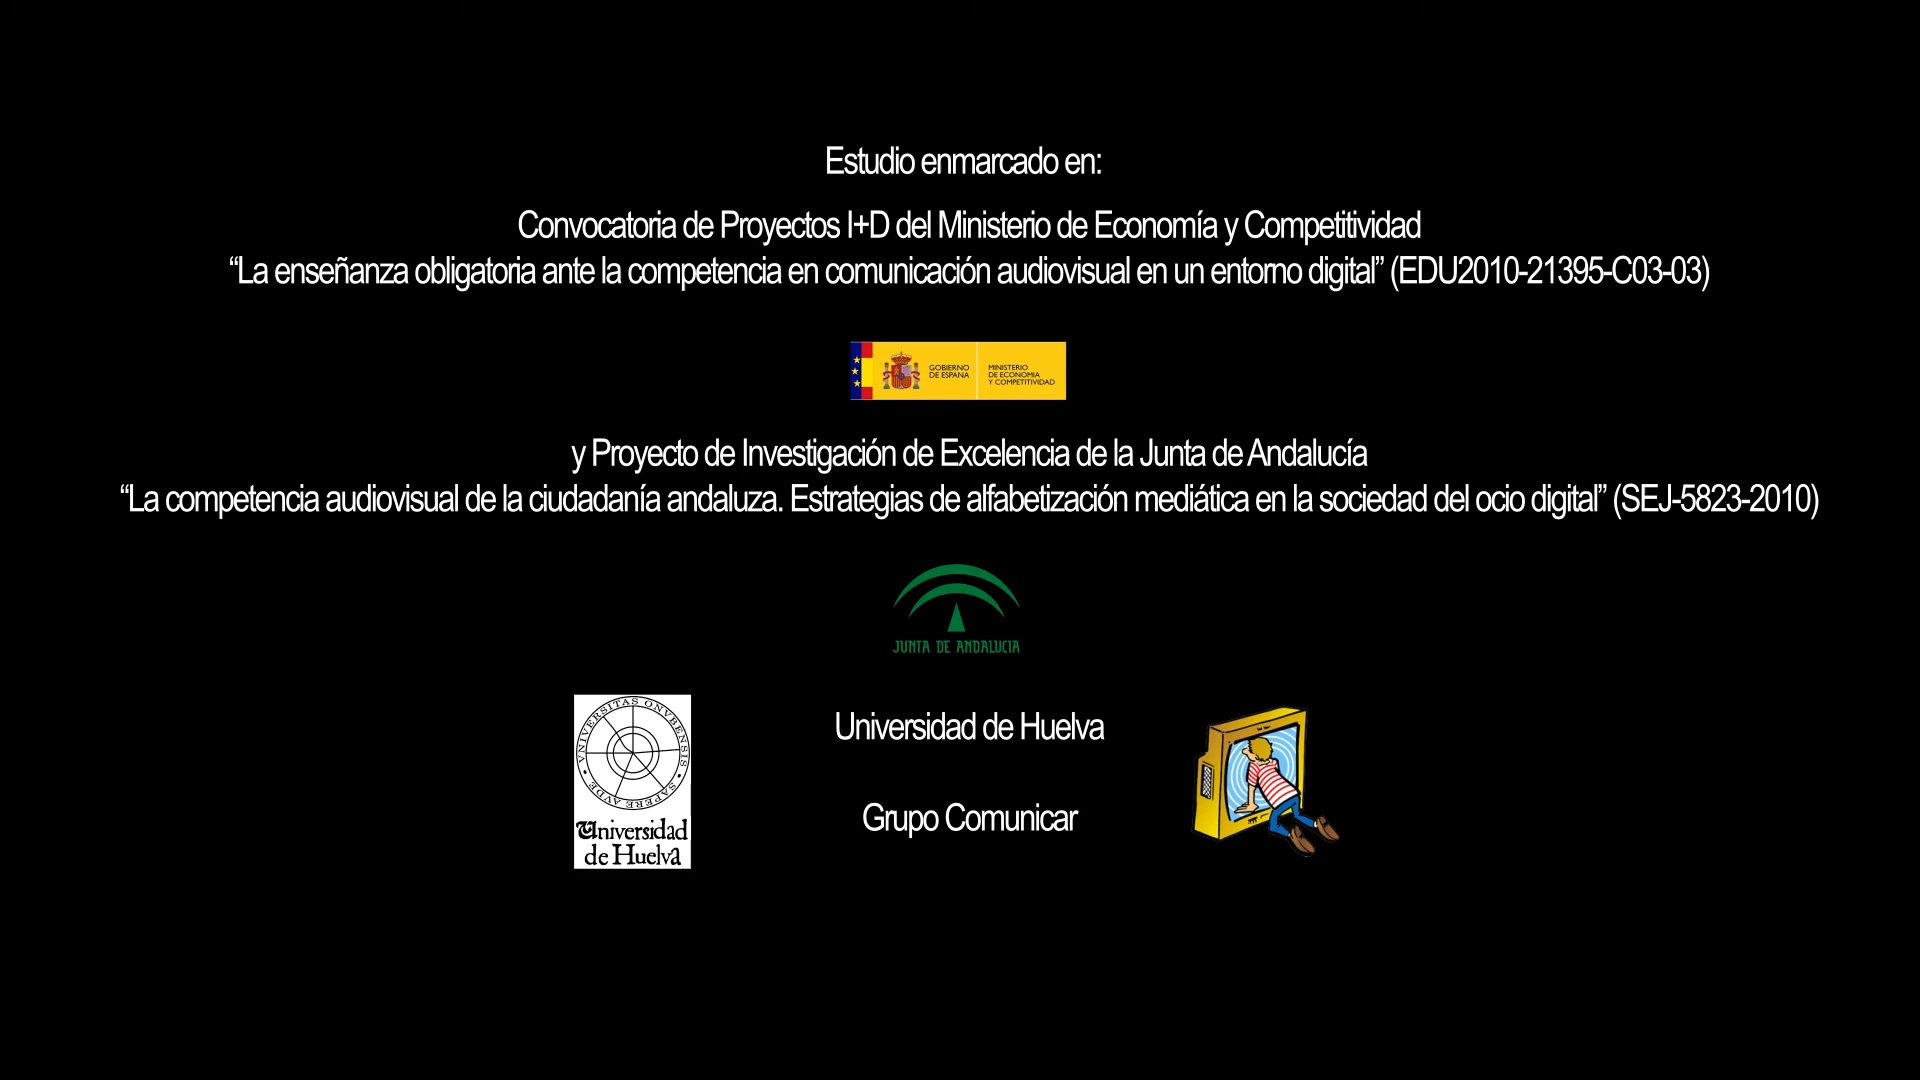 Estudio enmarcado en:
Convocatoria de Proyectos I+D del Ministerio de Economía y Competitividad
“La enseñanza obligatoria ante la competencia en comunicación audiovisual en un entorno digital” (EDU2010-21395-C03-03)
GOBIERNO
DE ESPAÑA
MINISTERIO
DE ECONOMIA
Y COMPETITIVIDAD
y Proyecto de Investigación de Excelencia de la Junta de Andalucía
“La competencia audiovisual de la ciudadanía andaluza. Estrategias de alfabetización mediática en la sociedad del ocio digital” (SEJ-5823-2010)
JUNTA DE ANDALUCIA
VNIVERSITAS ONVBENSIS • SAPERE AVDE •
Universidad
de Huelva
Universidad de Huelva
Grupo Comunicar